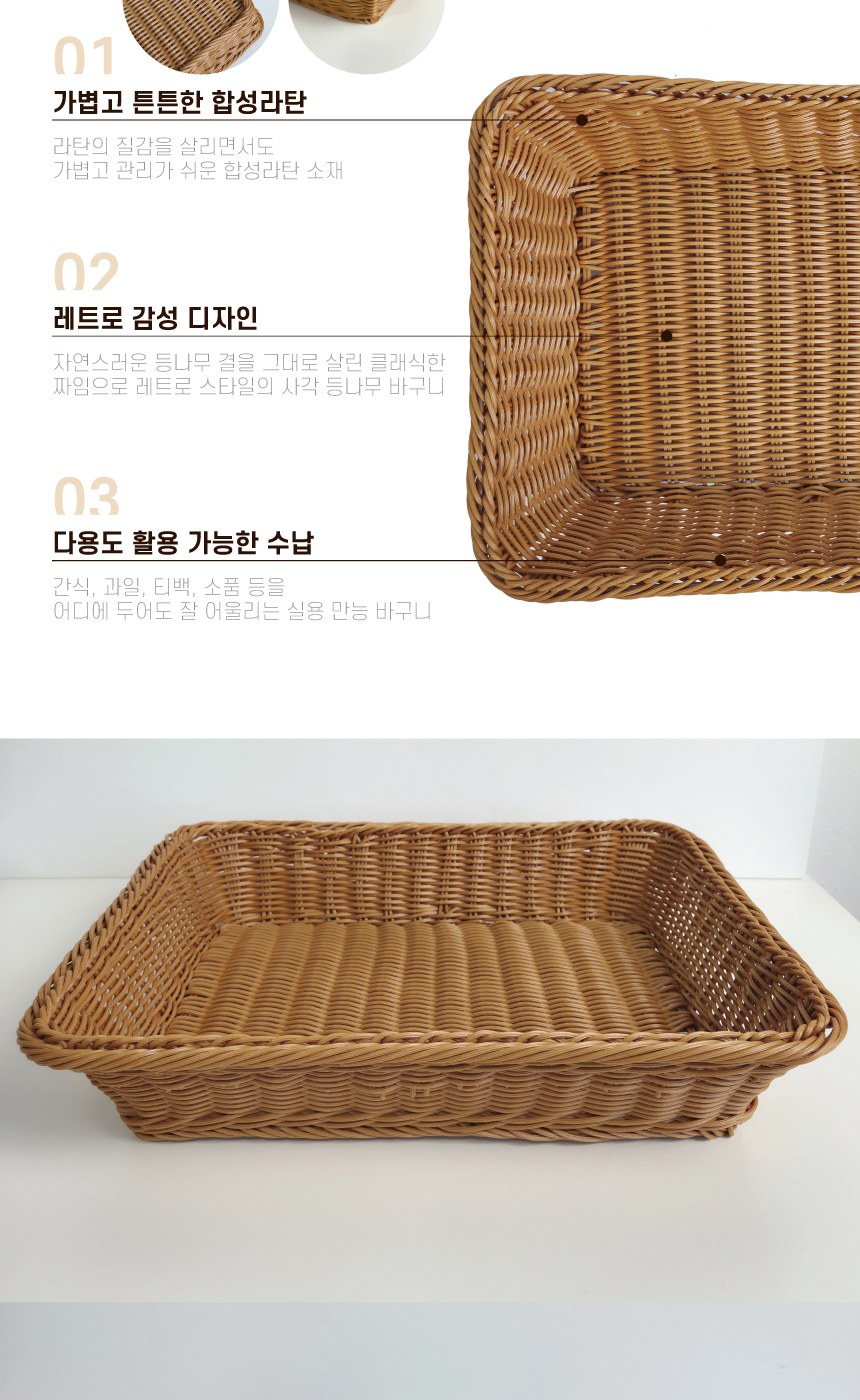 01
가볍고 튼튼한 합성라탄
라탄의 질감을 살리면서도
가볍고 관리가 쉬운 합성라탄 소재
02
레트로 감성 디자인
자연스러운 등나무 결을 그대로 살린 클래식한
짜임으로 레트로 스타일의 사각 등나무 바구니
03
다용도 활용 가능한 수납
간식, 과일, 티백, 소품 등을
어디에 두어도 잘 어울리는 실용 만능 바구니